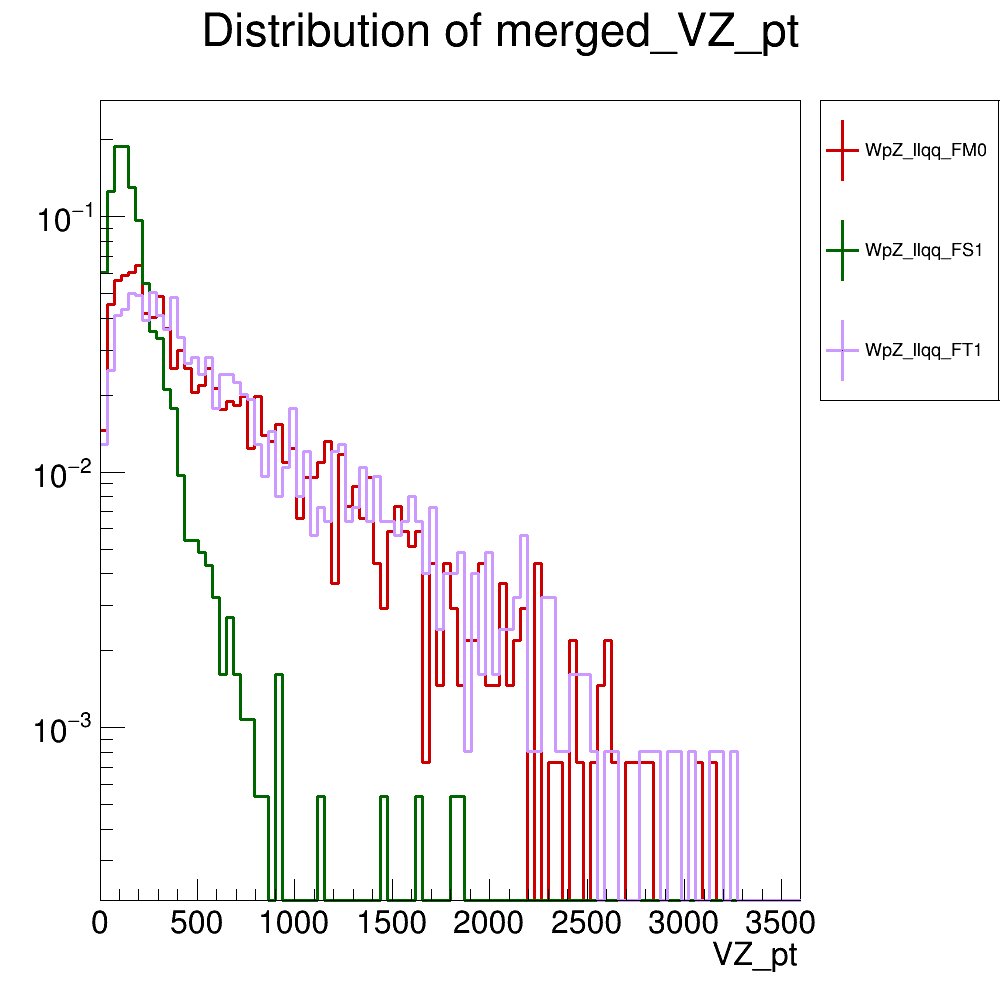 Distribution of merged_VZ_pt
WpZ_llqq_FM0
WpZ_llqq_FS1
WpZ_llqq_FT1
10−1
10−2
10−3
0 500 1000 1500 2000 2500 3000 3500
VZ_pt